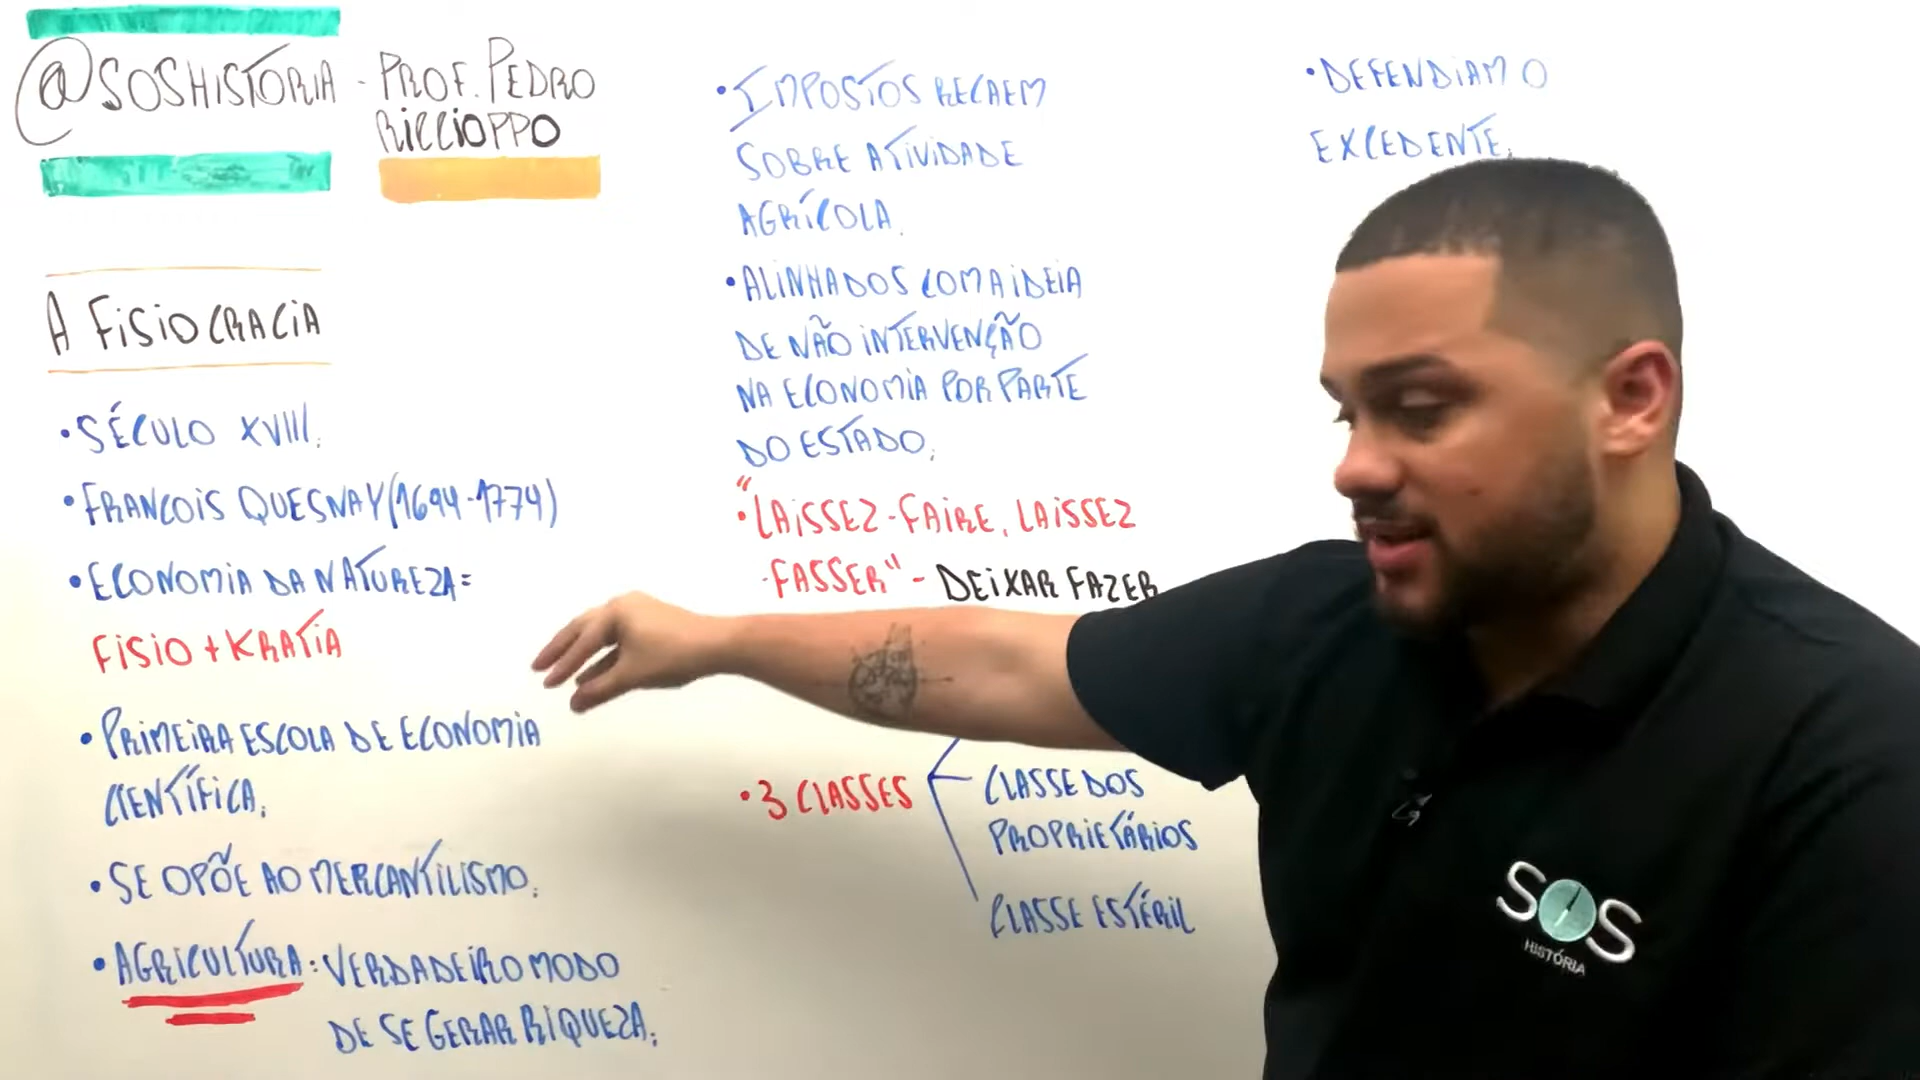 @SOSHISTÓRIA - PROF. PEDRO
RICCIOPPO
A FISIOCRACIA
• SÉCULO XVIII;
• FRANCOIS QUESNAY (1694-1774)
• ECONOMIA DA NATUREZA =
FISIO + KRATIA
• PRIMEIRA ESCOLA DE ECONOMIA
CIENTÍFICA;
• SE OPÕE AO MERCANTILISMO;
• AGRICULTURA: VERDADEIRO MODO
DE SE GERAR RIQUEZA;
• IMPOSTOS RECAEM
SOBRE ATIVIDADE
AGRÍCOLA.
• ALINHADOS COM A IDEIA
DE NÃO INTERVENÇÃO
NA ECONOMIA POR PARTE
DO ESTADO;
• "LAISSEZ-FAIRE, LAISSEZ
-FASSER" - DEIXAR FAZER
• 3 CLASSES
CLASSE DOS
PROPRIETÁRIOS
CLASSE ESTÉRIL
• DEFENDIAM O
EXCEDENTE;
SOS
HISTÓRIA